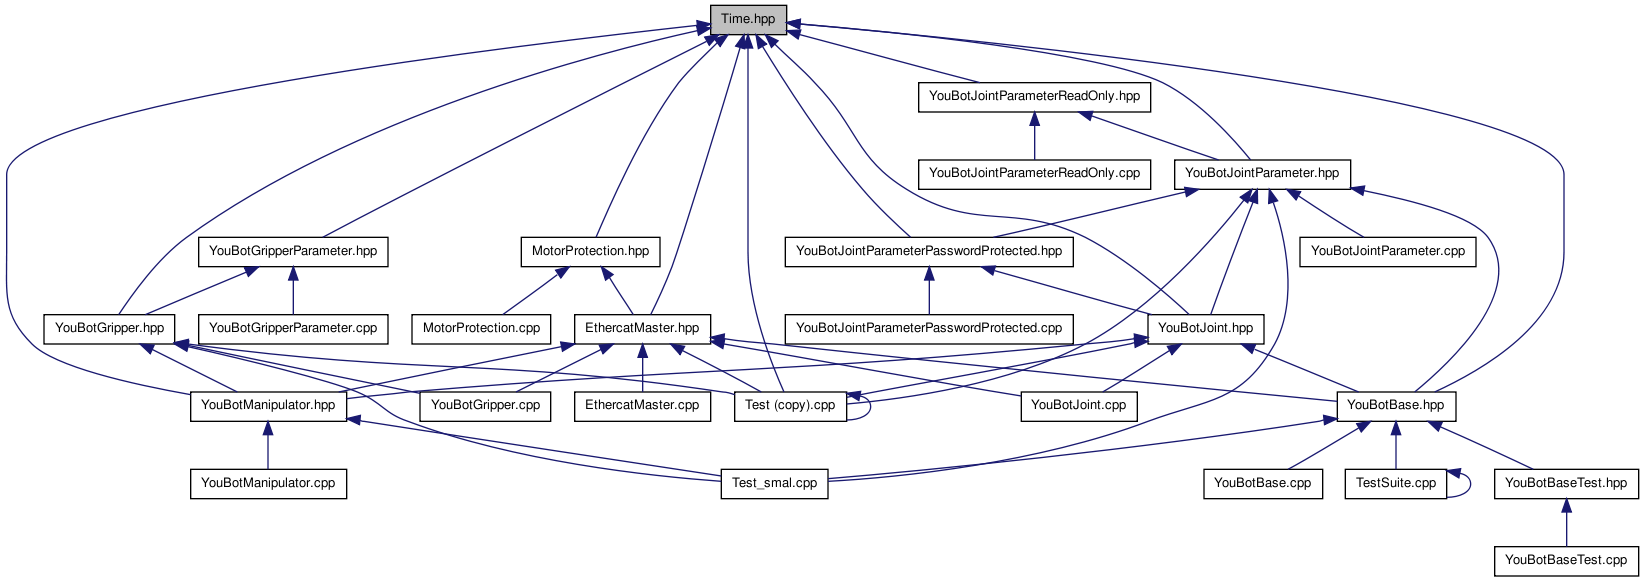 Time.hpp
YouBotJointParameterReadOnly.hpp
YouBotJointParameterReadOnly.cpp
YouBotJointParameter.hpp
YouBotGripperParameter.hpp
MotorProtection.hpp
YouBotJointParameterPasswordProtected.hpp
YouBotJointParameter.cpp
YouBotGripper.hpp
YouBotGripperParameter.cpp
MotorProtection.cpp
EthercatMaster.hpp
YouBotJointParameterPasswordProtected.cpp
YouBotJoint.hpp
YouBotManipulator.hpp
YouBotGripper.cpp
EthercatMaster.cpp
Test (copy).cpp
YouBotJoint.cpp
YouBotBase.hpp
YouBotManipulator.cpp
Test_smal.cpp
YouBotBase.cpp
TestSuite.cpp
YouBotBaseTest.hpp
YouBotBaseTest.cpp